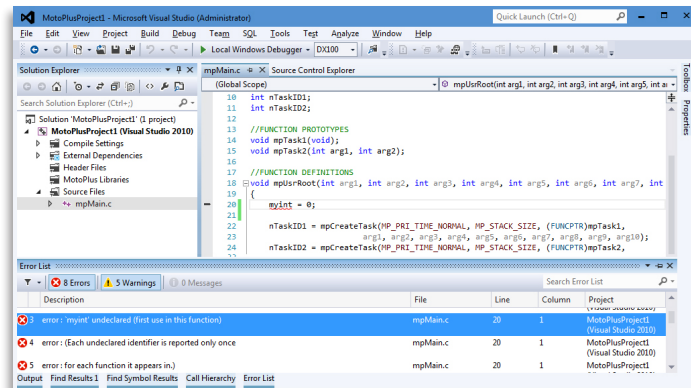 MotoPlusProject1 - Microsoft Visual Studio (Administrator)
Quick Launch (Ctrl+Q)
File Edit View Project Build Debug Team SQL Tools Test Analyze Window Help
Local Windows Debugger DX100
Solution Explorer
Search Solution Explorer (Ctrl+;)
Solution 'MotoPlusProject1' (1 project)
MotoPlusProject1 (Visual Studio 2010)
Compile Settings
External Dependencies
Header Files
MotoPlus Libraries
Source Files
mpMain.c
mpMain.c Source Control Explorer
(Global Scope) mpUsrRoot(int arg1, int arg2, int arg3, int arg4, int arg5, int a
10 int nTaskID1;
11 int nTaskID2;
12
13 //FUNCTION PROTOTYPES
14 void mpTask1(void);
15 void mpTask2(int arg1, int arg2);
16
17 //FUNCTION DEFINITIONS
18 void mpUsrRoot(int arg1, int arg2, int arg3, int arg4, int arg5, int arg6, int arg7, int
19 {
20 myint = 0;
21
22 nTaskID1 = mpCreateTask(MP_PRI_TIME_NORMAL, MP_STACK_SIZE, (FUNCPTR)mpTask1,
23 arg1, arg2, arg3, arg4, arg5, arg6, arg7, arg8, arg9, arg10);
24 nTaskID2 = mpCreateTask(MP_PRI_TIME_NORMAL, MP_STACK_SIZE, (FUNCPTR)mpTask2,
Toolbox
Properties
Error List
8 Errors 5 Warnings 0 Messages
Search Error List
Description File Line Column Project
(Visual Studio 2010)
3 error : 'myint' undeclared (first use in this function) mpMain.c 20 1 MotoPlusProject1
(Visual Studio 2010)
4 error : (Each undeclared identifier is reported only once mpMain.c 20 1 MotoPlusProject1
(Visual Studio 2010)
5 error : for each function it appears in.) mpMain.c 20 1 MotoPlusProject1
Output Find Results 1 Find Symbol Results Call Hierarchy Error List